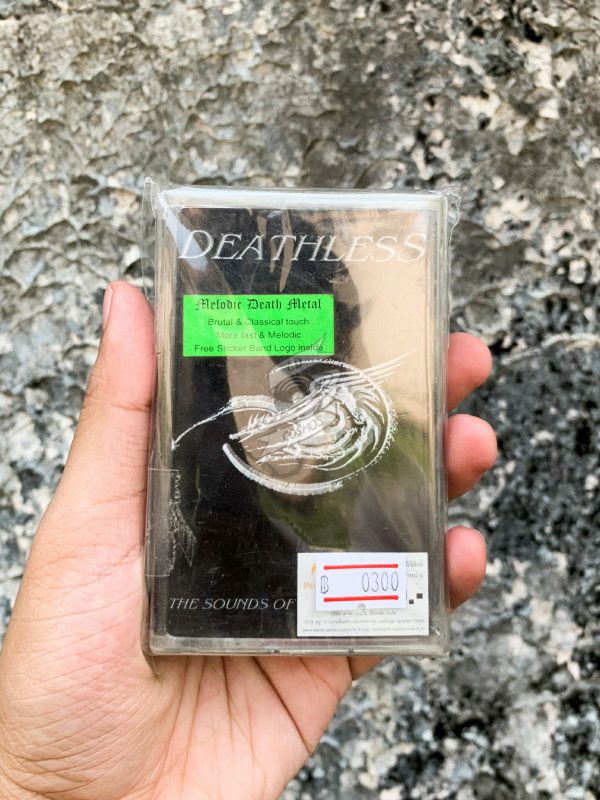 DEATHLESS
Melodic Death Metal
Brutal & Classical touch
More fast & Melodic
Free Sticker Band Logo inside
COSMOS
THE SOUNDS OF
฿ 0300